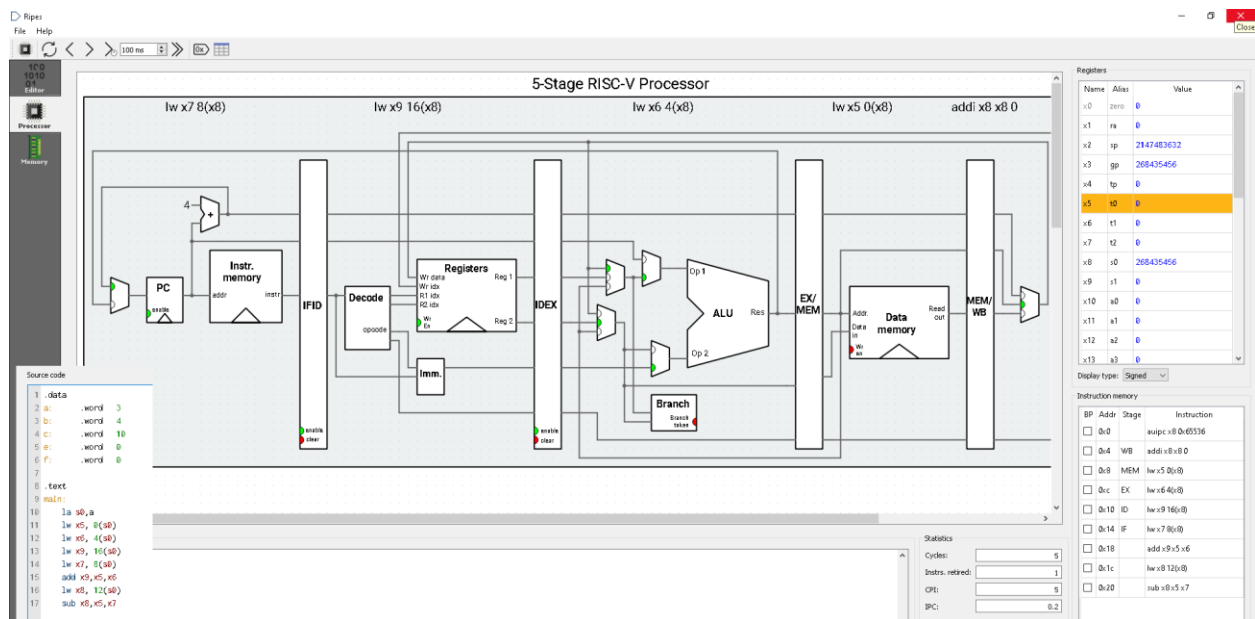 Ripes
File Help
Close
100 ms
0x
Editor
Processor
Memory
5-Stage RISC-V Processor
lw x7 8(x8) lw x9 16(x8) lw x6 4(x8) lw x5 0(x8) addi x8 x8 0
4
+
PC
enable
Instr. memory
addr instr
IFID
enable
clear
Decode
opcode
Registers
Wr data
Wr idx
R1 idx
R2 idx
Wr En
Reg 1
Reg 2
Imm.
IDEX
enable
clear
Op 1
ALU
Res
Op 2
Branch
Branch taken
EX/MEM
Addr.
Data in
Wr en
Data memory
Read out
MEM/WB
Source code
1 .data
2 a: .word 3
3 b: .word 4
4 c: .word 10
5 e: .word 0
6 f: .word 0
7
8 .text
9 main:
10 la s0,a
11 lw x5, 0(s0)
12 lw x6, 4(s0)
13 lw x9, 16(s0)
14 lw x7, 8(s0)
15 add x9,x5,x6
16 lw x8, 12(s0)
17 sub x8,x5,x7
Statistics
Cycles: 5
Instrs. retired: 1
CPI: 5
IPC: 0.2
Registers
Name Alias Value
x0 zero 0
x1 ra 0
x2 sp 2147483632
x3 gp 268435456
x4 tp 0
x5 t0 0
x6 t1 0
x7 t2 0
x8 s0 268435456
x9 s1 0
x10 a0 0
x11 a1 0
x12 a2 0
x13 a3 0
Display type: Signed
Instruction memory
BP Addr Stage Instruction
0x0 auipc x8 0x65536
0x4 WB addi x8 x8 0
0x8 MEM lw x5 0(x8)
0xc EX lw x6 4(x8)
0x10 ID lw x9 16(x8)
0x14 IF lw x7 8(x8)
0x18 add x9 x5 x6
0x1c lw x8 12(x8)
0x20 sub x8 x5 x7